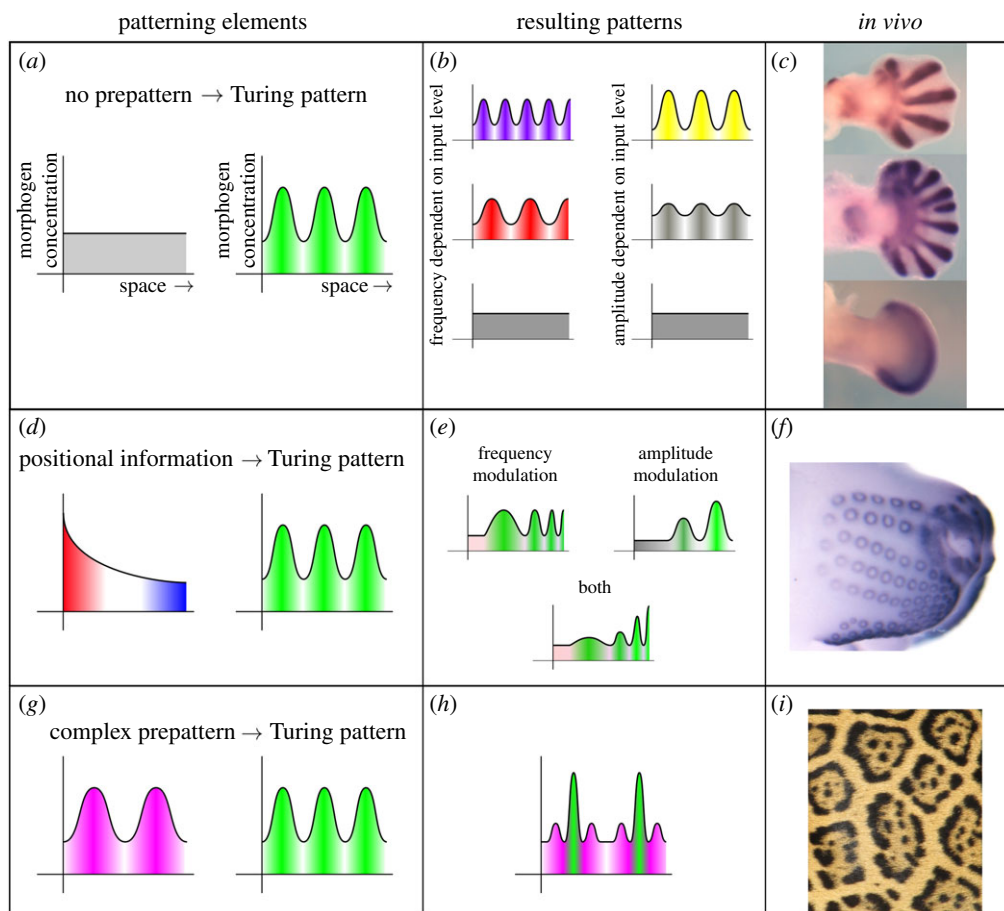 patterning elements
resulting patterns
in vivo
(a)
no prepattern → Turing pattern
morphogen
concentration
space →
morphogen
concentration
space →
(b)
frequency dependent on input level
amplitude dependent on input level
(c)
(d)
positional information → Turing pattern
(e)
frequency
modulation
amplitude
modulation
both
(f)
(g)
complex prepattern → Turing pattern
(h)
(i)